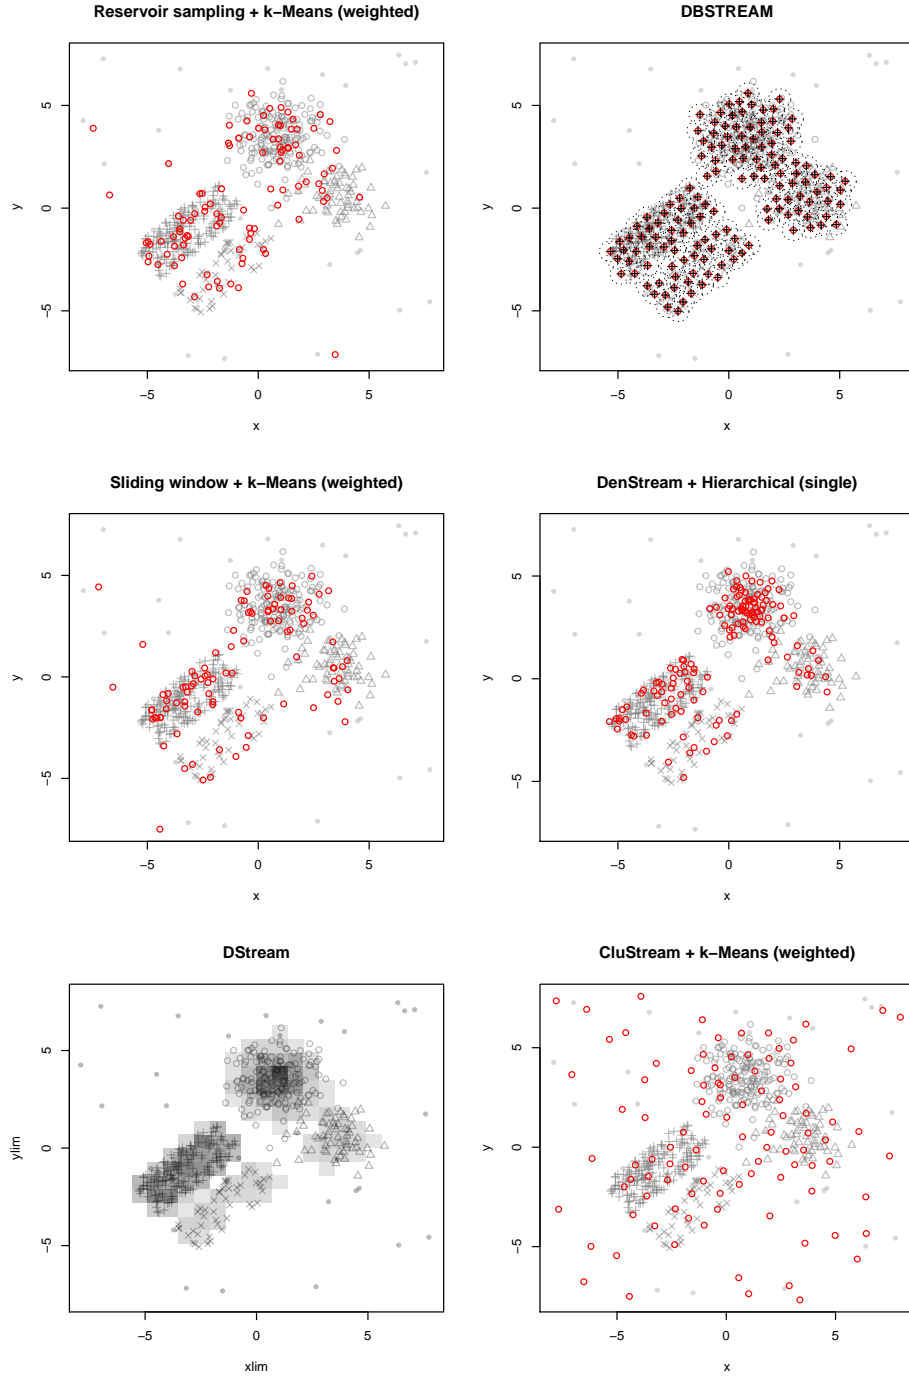 Reservoir sampling + k−Means (weighted)
y
5
0
−5
−5 0 5
x
DBSTREAM
y
5
0
−5
−5 0 5
x
Sliding window + k−Means (weighted)
y
5
0
−5
−5 0 5
x
DenStream + Hierarchical (single)
y
5
0
−5
−5 0 5
x
DStream
ylim
5
0
−5
−5 0 5
xlim
CluStream + k−Means (weighted)
y
5
0
−5
−5 0 5
x